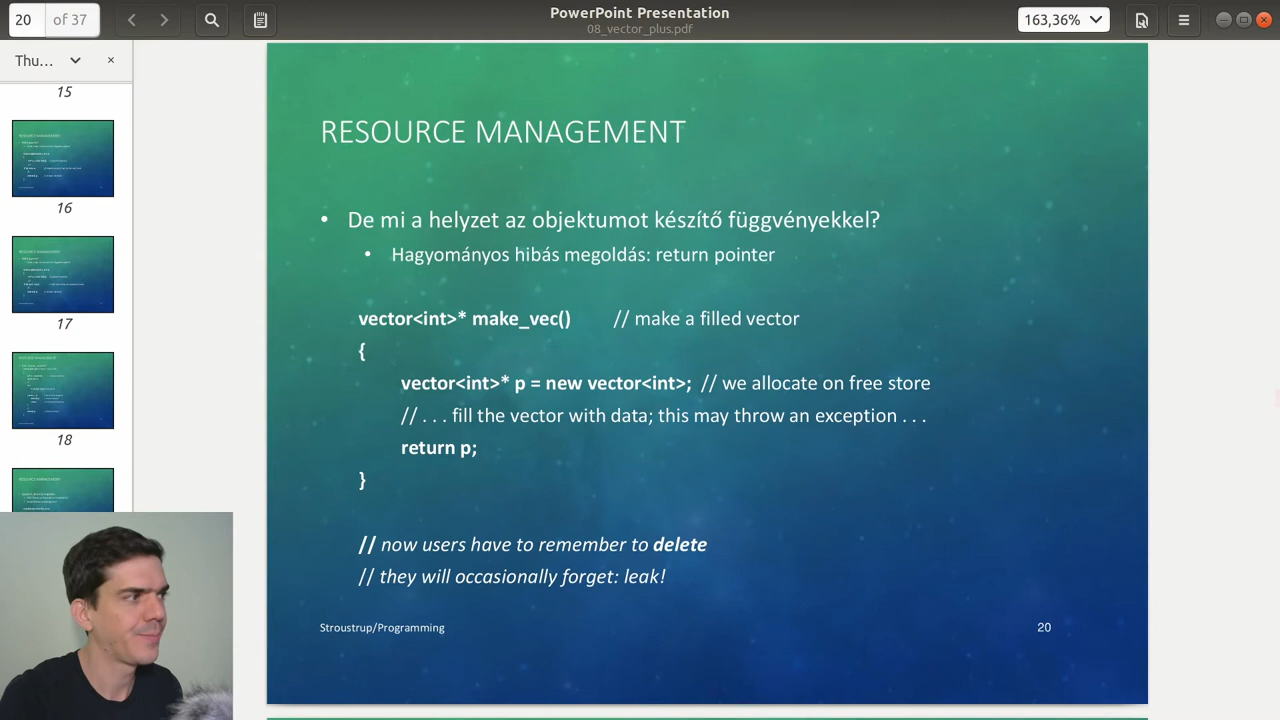 20 of 37
PowerPoint Presentation
08_vector_plus.pdf
163,36%
Thu...
15
16
17
18
RESOURCE MANAGEMENT
• De mi a helyzet az objektumot készítő függvényekkel?
• Hagyományos hibás megoldás: return pointer
vector<int>* make_vec() // make a filled vector
{
vector<int>* p = new vector<int>; // we allocate on free store
// . . . fill the vector with data; this may throw an exception . . .
return p;
}
// now users have to remember to delete
// they will occasionally forget: leak!
Stroustrup/Programming
20